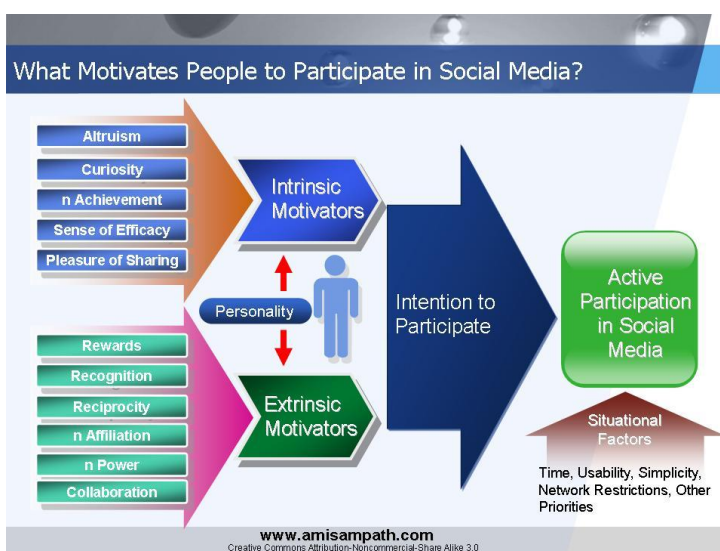 What Motivates People to Participate in Social Media?
Altruism
Curiosity
n Achievement
Sense of Efficacy
Pleasure of Sharing
Intrinsic
Motivators
Personality
Rewards
Recognition
Reciprocity
n Affiliation
n Power
Collaboration
Extrinsic
Motivators
Intention to
Participate
Active
Participation
in Social
Media
Situational
Factors
Time, Usability, Simplicity,
Network Restrictions, Other
Priorities
www.amisampath.com
Creative Commons Attribution-Noncommercial-Share Alike 3.0